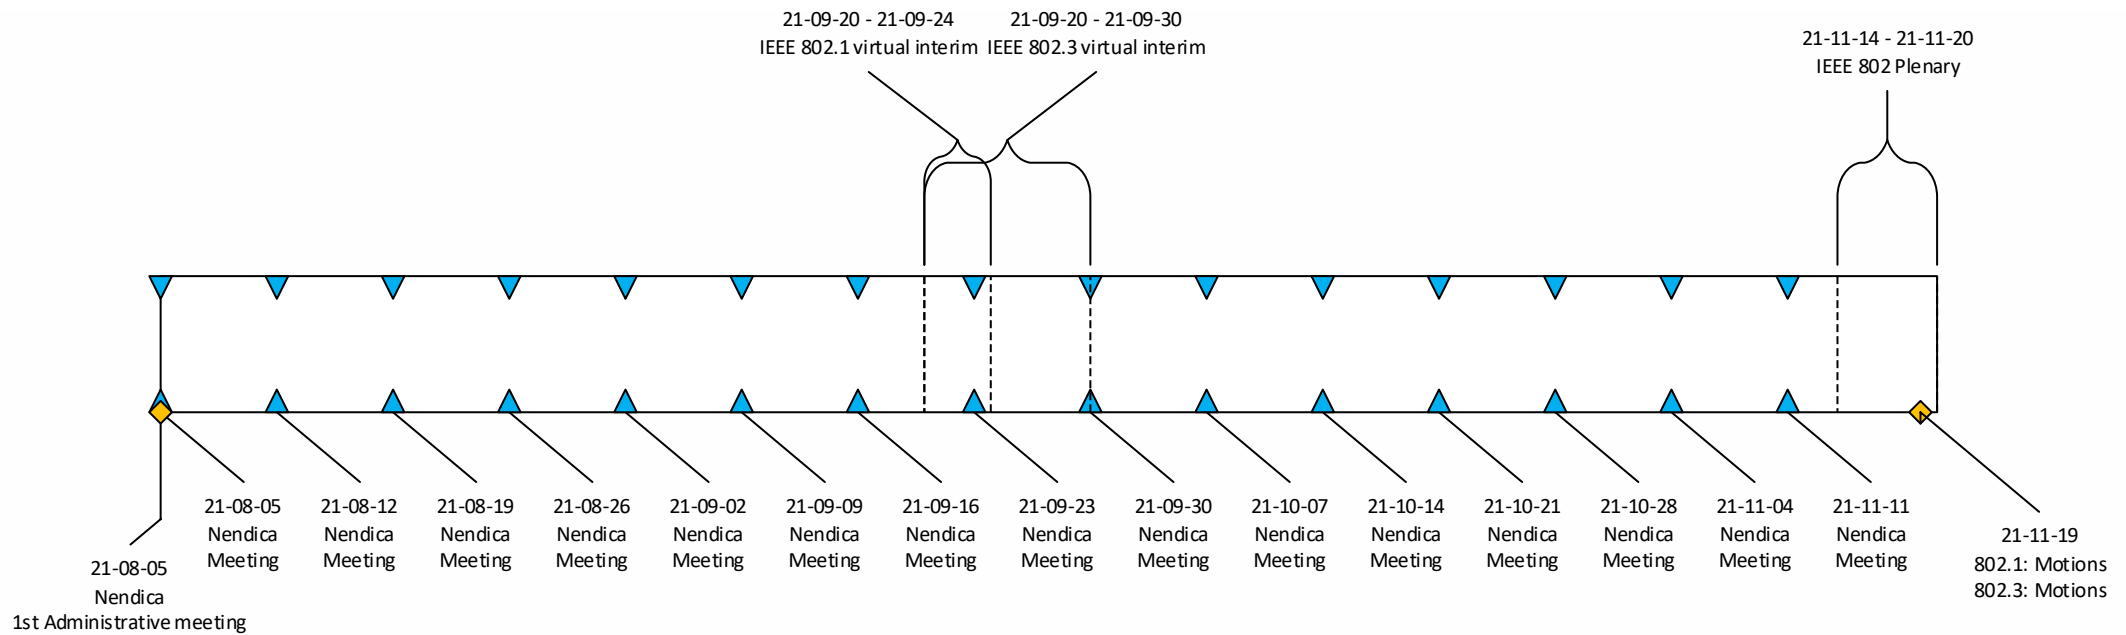 21-09-20 - 21-09-24
IEEE 802.1 virtual interim
21-09-20 - 21-09-30
IEEE 802.3 virtual interim
21-11-14 - 21-11-20
IEEE 802 Plenary
21-08-05
Nendica
Meeting
21-08-12
Nendica
Meeting
21-08-19
Nendica
Meeting
21-08-26
Nendica
Meeting
21-09-02
Nendica
Meeting
21-09-09
Nendica
Meeting
21-09-16
Nendica
Meeting
21-09-23
Nendica
Meeting
21-09-30
Nendica
Meeting
21-10-07
Nendica
Meeting
21-10-14
Nendica
Meeting
21-10-21
Nendica
Meeting
21-10-28
Nendica
Meeting
21-11-04
Nendica
Meeting
21-11-11
Nendica
Meeting
21-11-19
802.1: Motions
802.3: Motions
21-08-05
Nendica
1st Administrative meeting